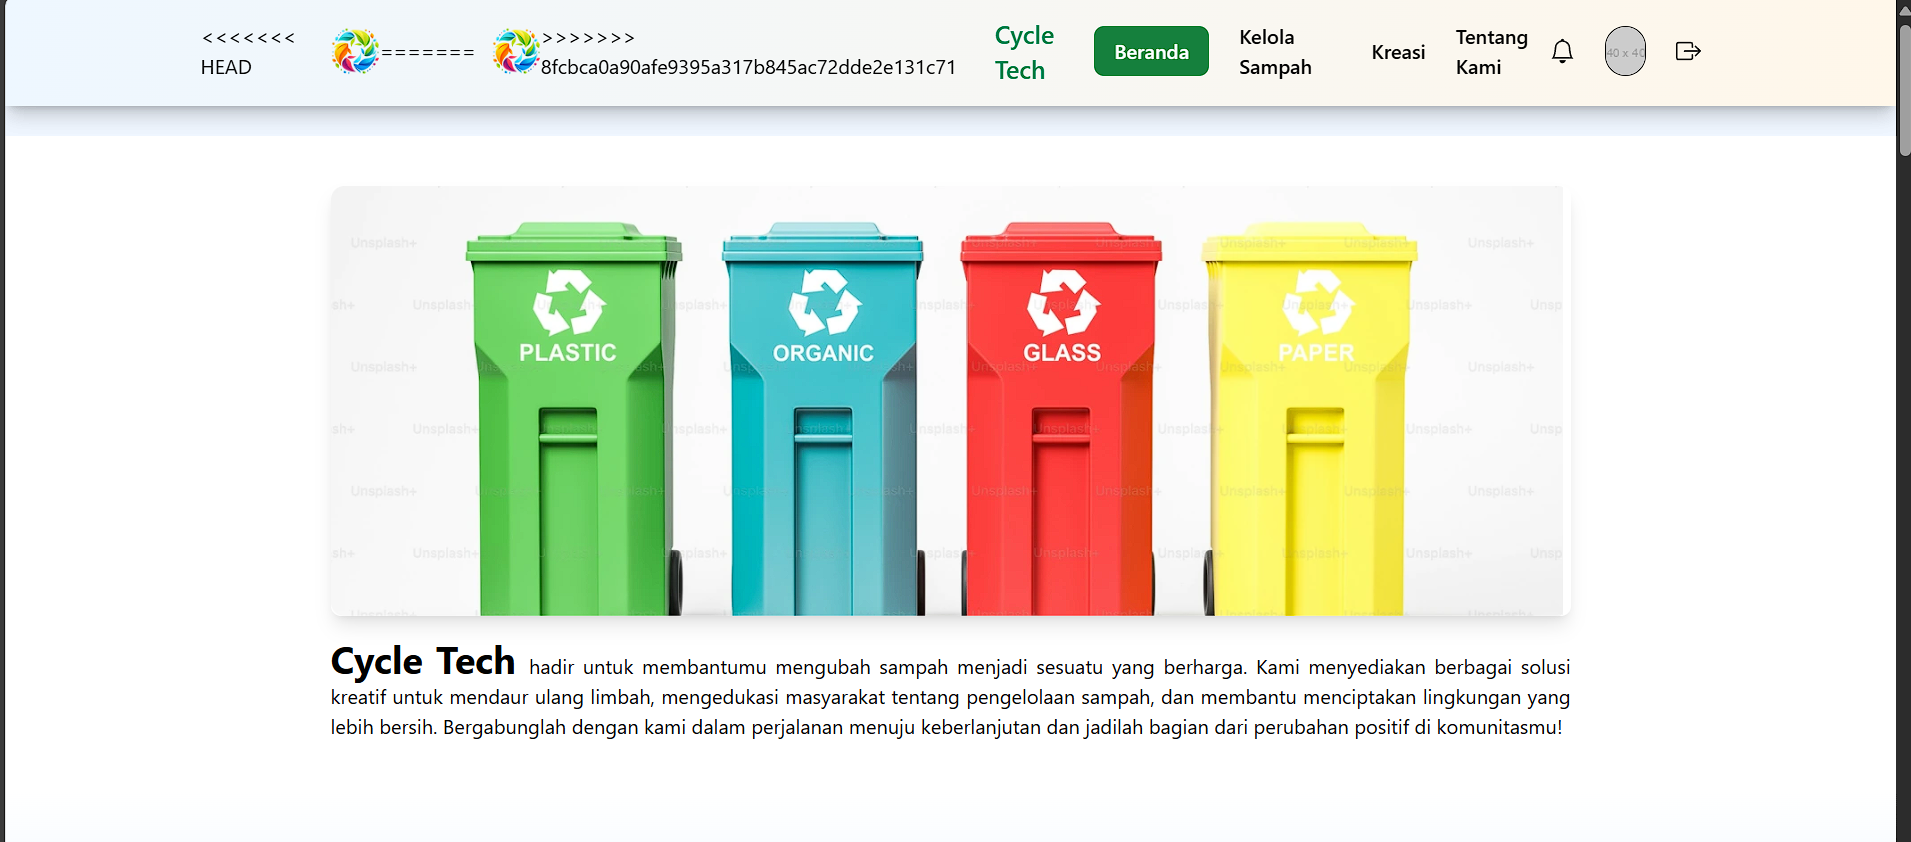 <<<<<<<
HEAD
=======
>>>>>>>
8fcbca0a90afe9395a317b845ac72dde2e131c71
Cycle
Tech
Beranda
Kelola
Sampah
Kreasi
Tentang
Kami
40 x 40
PLASTIC
ORGANIC
GLASS
PAPER
Unsplash+
Cycle Tech hadir untuk membantumu mengubah sampah menjadi sesuatu yang berharga. Kami menyediakan berbagai solusi
kreatif untuk mendaur ulang limbah, mengedukasi masyarakat tentang pengelolaan sampah, dan membantu menciptakan lingkungan yang
lebih bersih. Bergabunglah dengan kami dalam perjalanan menuju keberlanjutan dan jadilah bagian dari perubahan positif di komunitasmu!